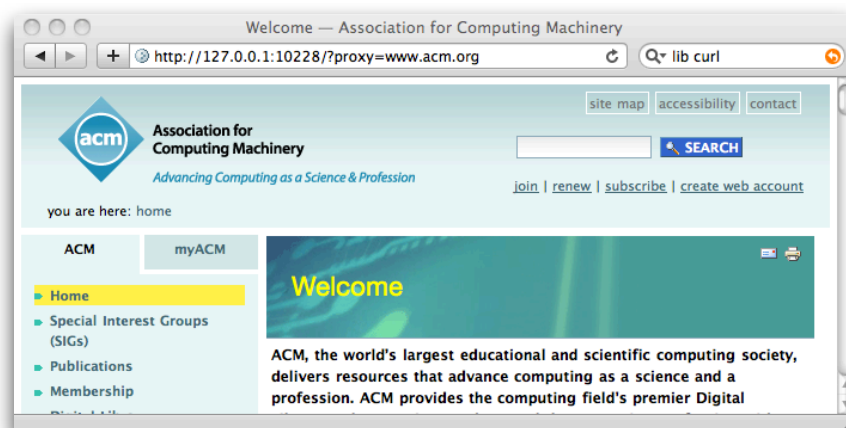 Welcome — Association for Computing Machinery
http://127.0.0.1:10228/?proxy=www.acm.org
lib curl
site map accessibility contact
acm
Association for
Computing Machinery
SEARCH
Advancing Computing as a Science & Profession
join | renew | subscribe | create web account
you are here: home
ACM myACM
Home
Special Interest Groups
(SIGs)
Publications
Membership
Welcome
ACM, the world's largest educational and scientific computing society,
delivers resources that advance computing as a science and a
profession. ACM provides the computing field's premier Digital